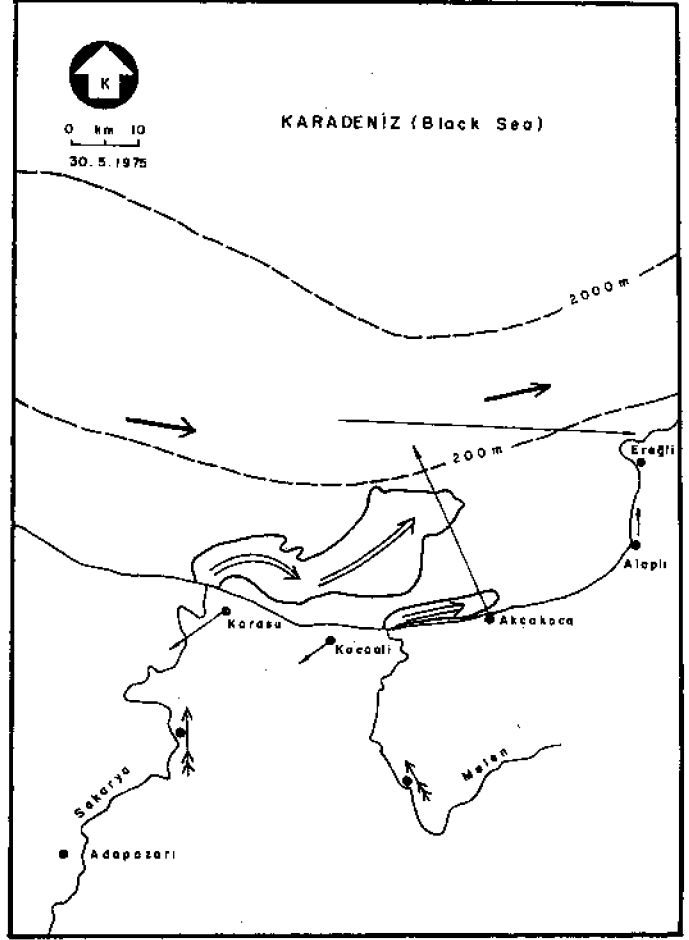 K
KARADENİZ (Black Sea)
0 km 10
30.5.1975
2000 m
200 m
Ereğli
Alaplı
Karasu
Kocaali
Akçakoca
Melen
Sakarya
Adapazarı